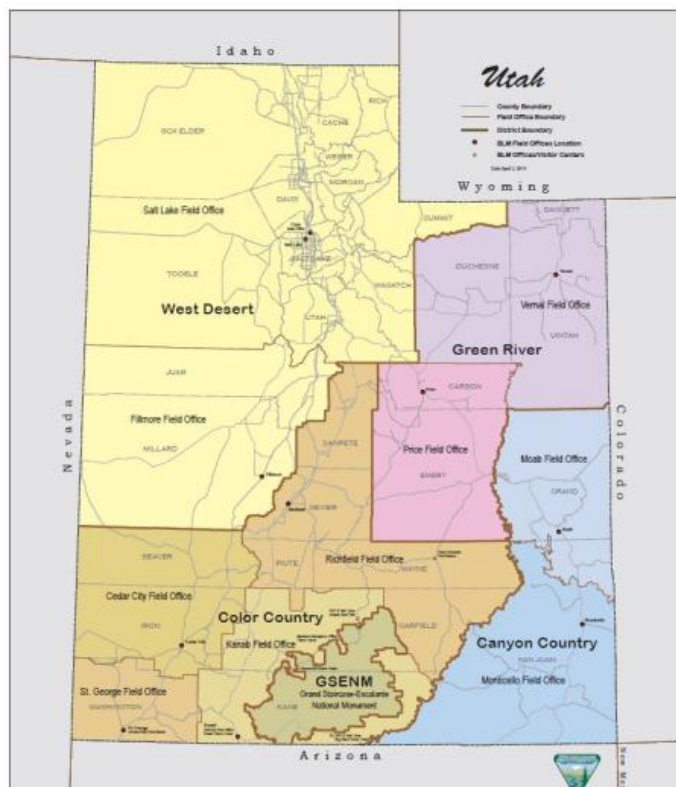 Idaho
Utah
County Boundary
Field Office Boundary
District Boundary
BLM Field Offices Location
BLM Offices/Visitor Centers
Wyoming
BOX ELDER
CACHE
RICH
WEBER
MORGAN
DAVIS
SUMMIT
DAGGETT
Salt Lake Field Office
TOOELE
WASATCH
DUCHESNE
Vernal Field Office
UINTAH
West Desert
UTAH
Green River
JUAB
CARBON
Nevada
Colorado
Fillmore Field Office
MILLARD
SANPETE
Price Field Office
EMERY
Moab Field Office
GRAND
SEVIER
BEAVER
PIUTE
Richfield Field Office
WAYNE
Cedar City Field Office
IRON
Color Country
Kanab Field Office
GARFIELD
Canyon Country
SAN JUAN
Monticello Field Office
St. George Field Office
WASHINGTON
GSENM
Grand Staircase-Escalante
National Monument
KANE
Arizona